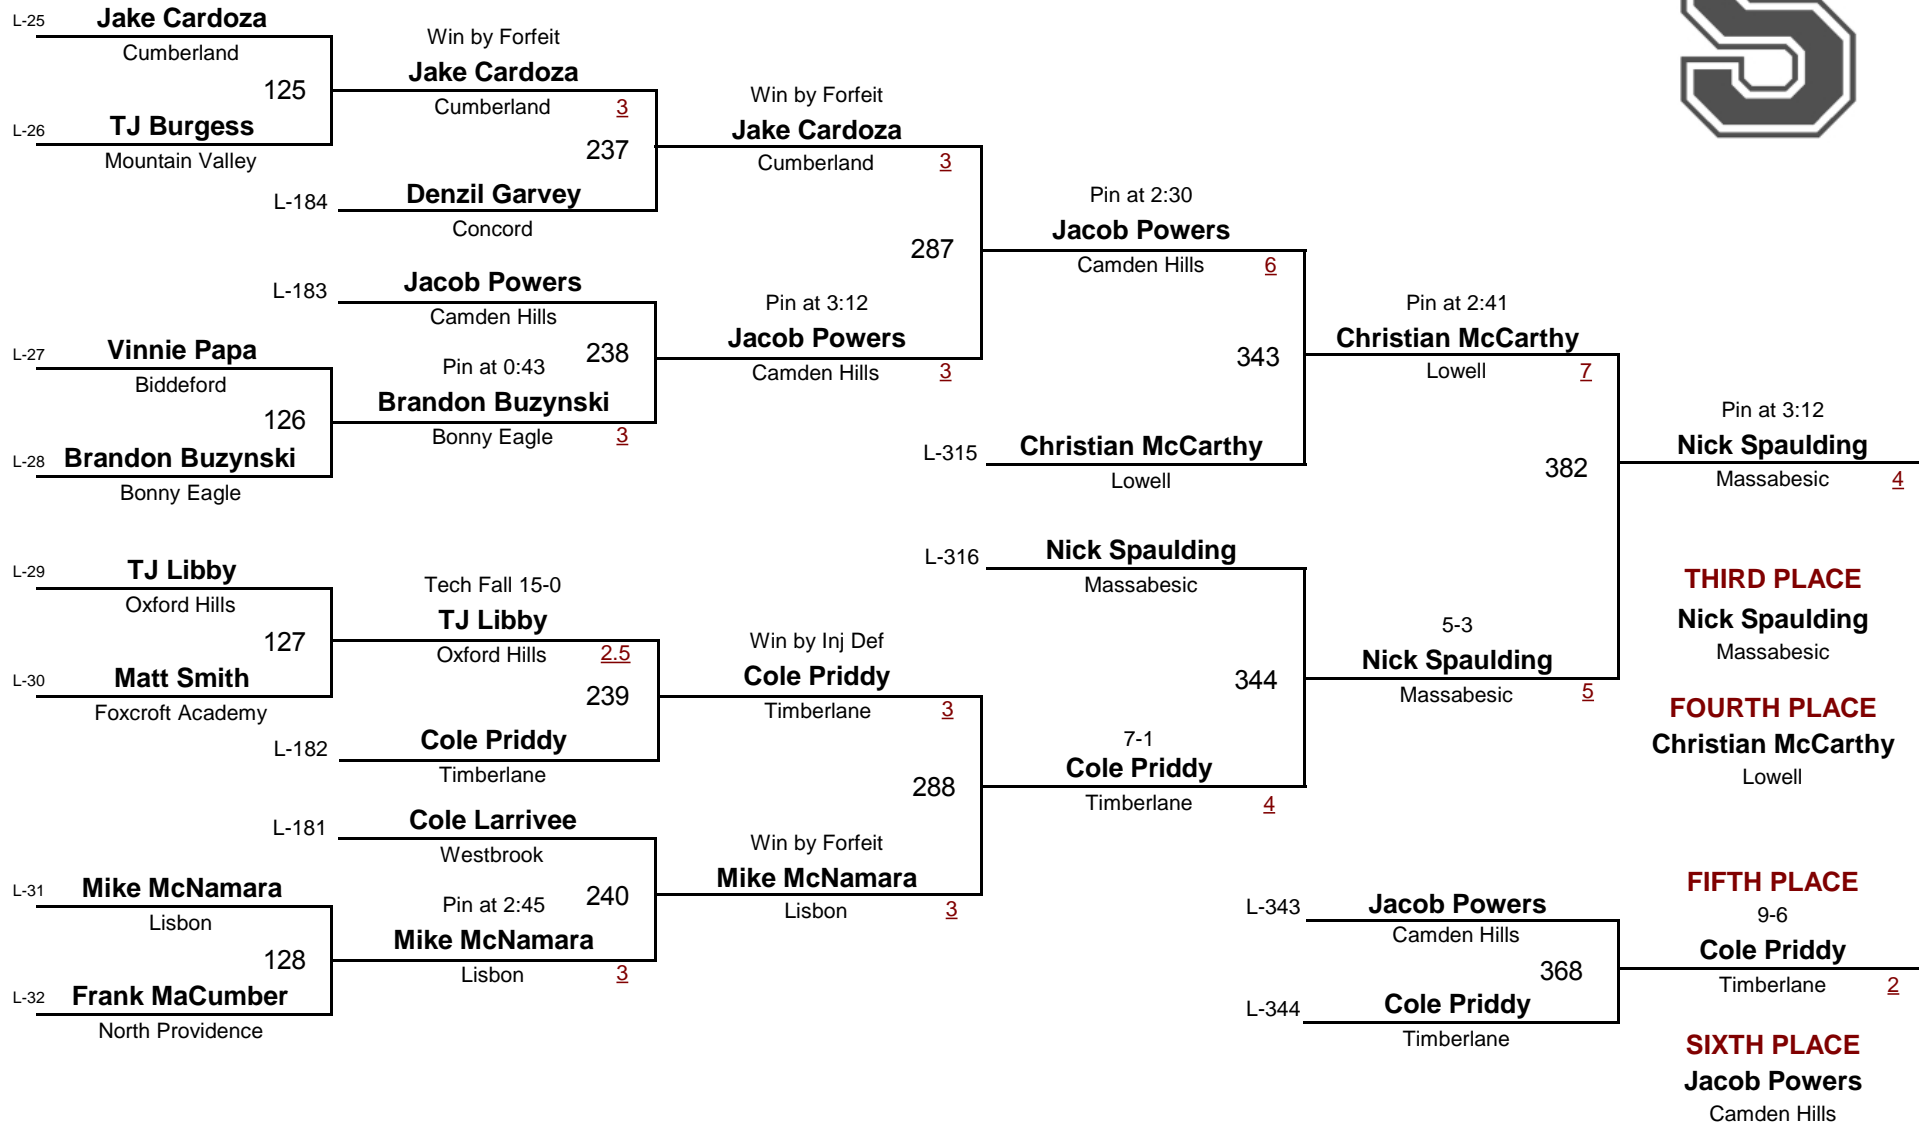 L-25 Jake Cardoza
Cumberland
125
L-26 TJ Burgess
Mountain Valley
Win by Forfeit
Jake Cardoza
Cumberland 3
237
L-184 Denzil Garvey
Concord
Win by Forfeit
Jake Cardoza
Cumberland 3
287
L-183 Jacob Powers
Camden Hills
238
L-27 Vinnie Papa
Biddeford
126
L-28 Brandon Buzynski
Bonny Eagle
Pin at 0:43
Brandon Buzynski
Bonny Eagle 3
Pin at 3:12
Jacob Powers
Camden Hills 3
Pin at 2:30
Jacob Powers
Camden Hills 6
343
L-315 Christian McCarthy
Lowell
Pin at 2:41
Christian McCarthy
Lowell 7
382
L-29 TJ Libby
Oxford Hills
127
L-30 Matt Smith
Foxcroft Academy
Tech Fall 15-0
TJ Libby
Oxford Hills 2.5
239
L-182 Cole Priddy
Timberlane
Win by Inj Def
Cole Priddy
Timberlane 3
288
L-181 Cole Larrivee
Westbrook
240
L-31 Mike McNamara
Lisbon
128
L-32 Frank MaCumber
North Providence
Pin at 2:45
Mike McNamara
Lisbon 3
Win by Forfeit
Mike McNamara
Lisbon 3
L-316 Nick Spaulding
Massabesic
344
7-1
Cole Priddy
Timberlane 4
5-3
Nick Spaulding
Massabesic 5
Pin at 3:12
Nick Spaulding
Massabesic 4
THIRD PLACE
Nick Spaulding
Massabesic
FOURTH PLACE
Christian McCarthy
Lowell
L-343 Jacob Powers
Camden Hills
368
L-344 Cole Priddy
Timberlane
FIFTH PLACE
9-6
Cole Priddy
Timberlane 2
SIXTH PLACE
Jacob Powers
Camden Hills
S